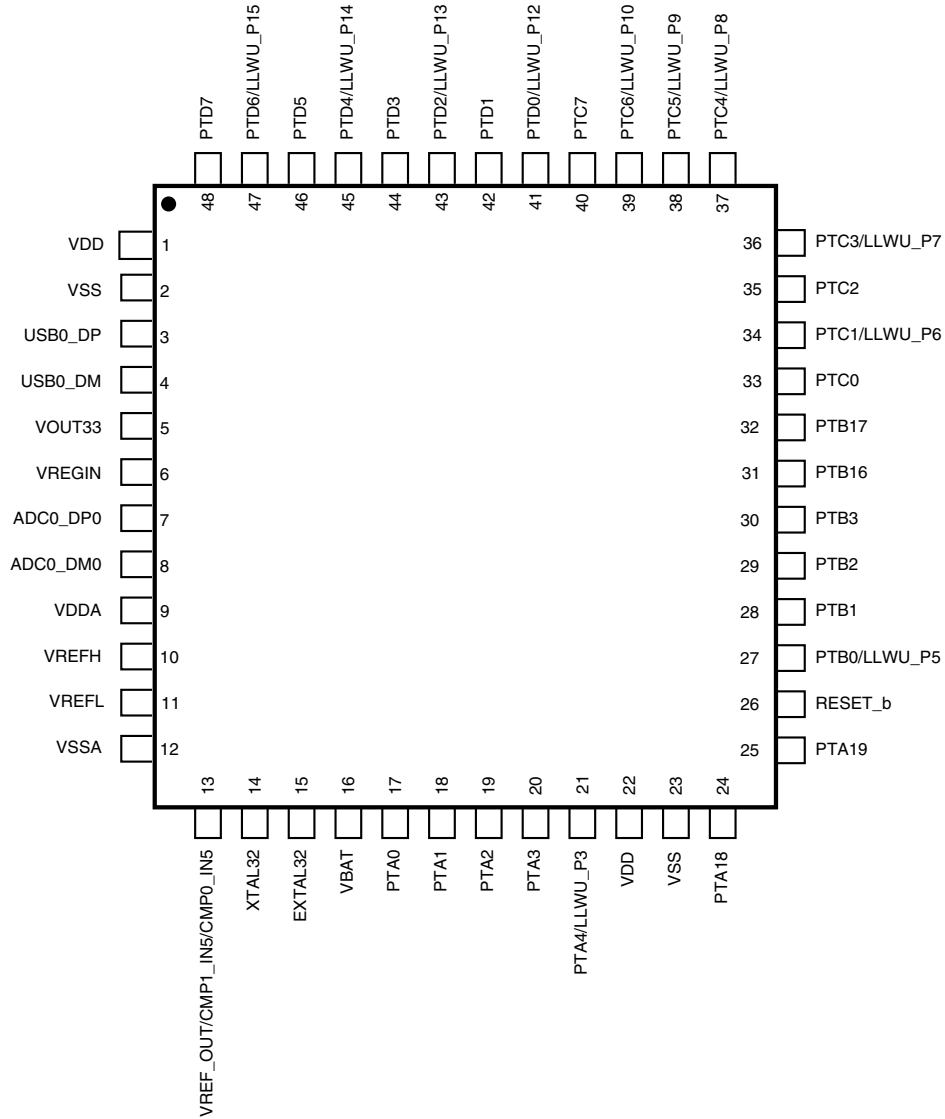 PTD7
PTD6/LLWU_P15
PTD5
PTD4/LLWU_P14
PTD3
PTD2/LLWU_P13
PTD1
PTD0/LLWU_P12
PTC7
PTC6/LLWU_P10
PTC5/LLWU_P9
PTC4/LLWU_P8
48
47
46
45
44
43
42
41
40
39
38
37
VDD 1
VSS 2
USB0_DP 3
USB0_DM 4
VOUT33 5
VREGIN 6
ADC0_DP0 7
ADC0_DM0 8
VDDA 9
VREFH 10
VREFL 11
VSSA 12
36 PTC3/LLWU_P7
35 PTC2
34 PTC1/LLWU_P6
33 PTC0
32 PTB17
31 PTB16
30 PTB3
29 PTB2
28 PTB1
27 PTB0/LLWU_P5
26 RESET_b
25 PTA19
13
14
15
16
17
18
19
20
21
22
23
24
VREF_OUT/CMP1_IN5/CMP0_IN5
XTAL32
EXTAL32
VBAT
PTA0
PTA1
PTA2
PTA3
PTA4/LLWU_P3
VDD
VSS
PTA18